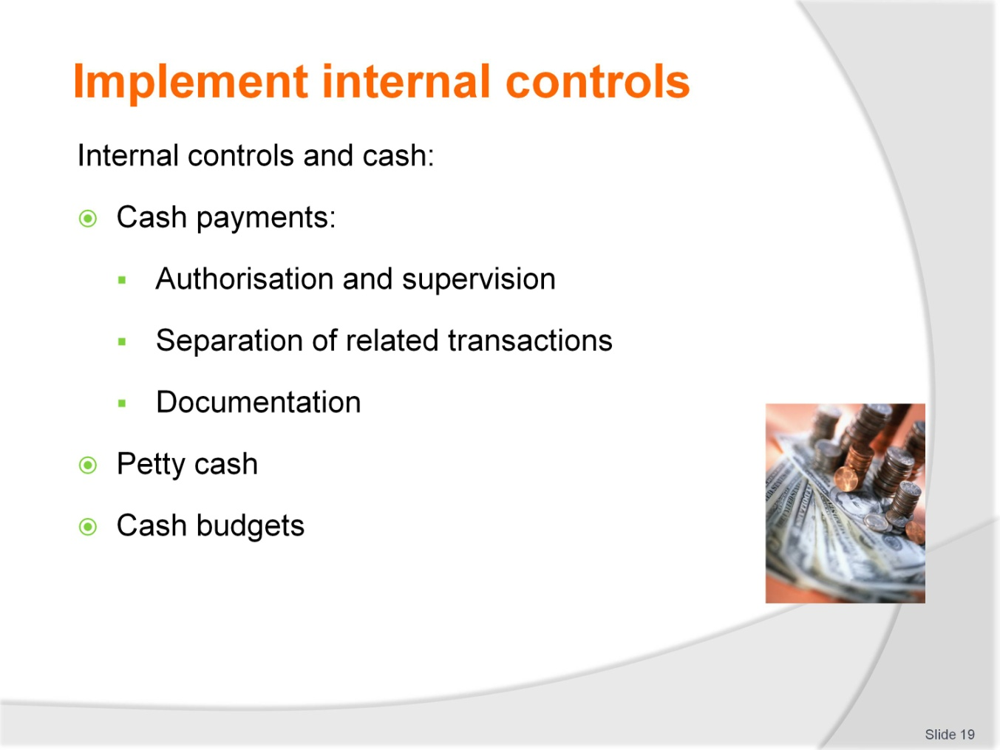 Implement internal controls
Internal controls and cash:
Cash payments:
Authorisation and supervision
Separation of related transactions
Documentation
Petty cash
Cash budgets
Slide 19